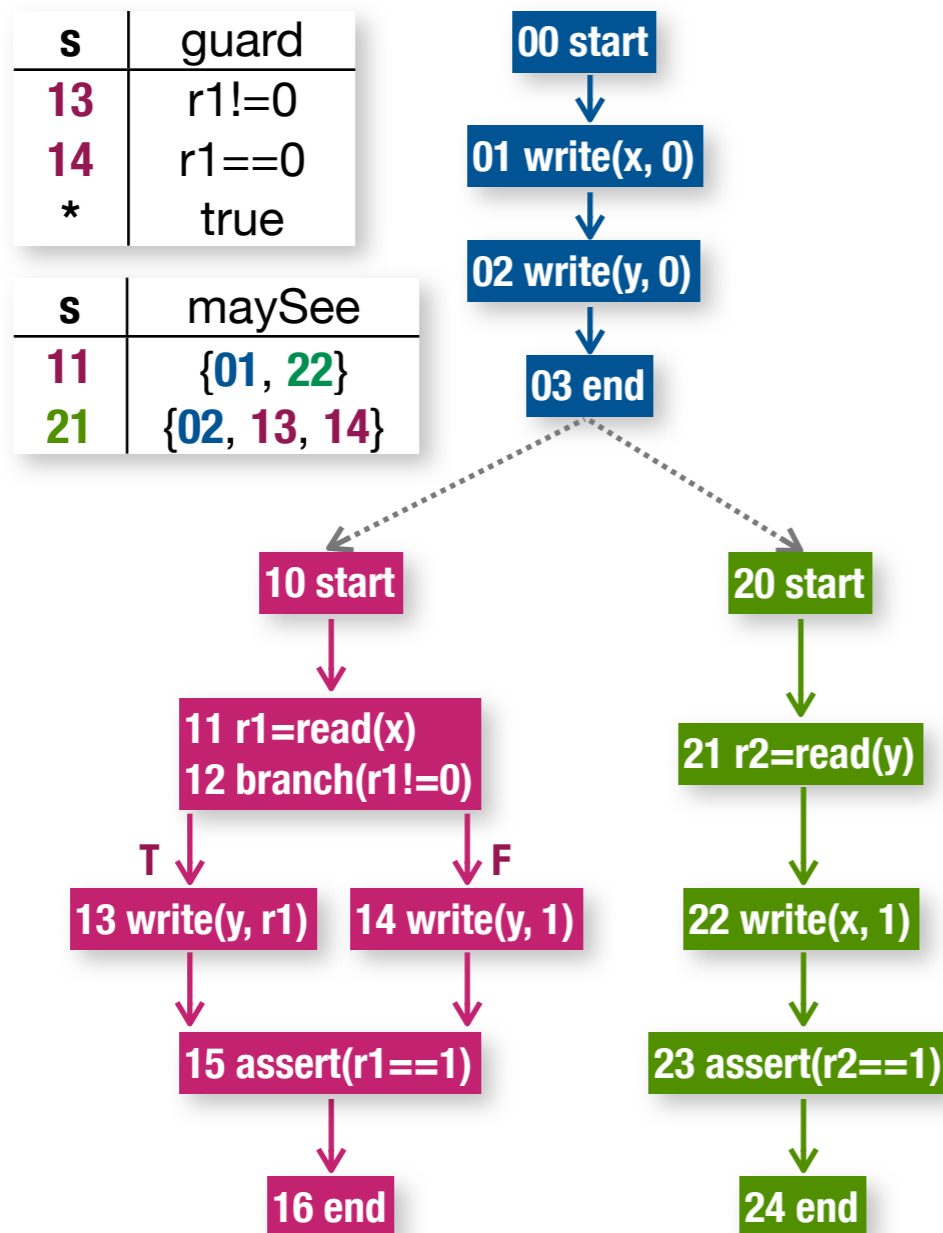 s guard
13 r1!=0
14 r1==0
* true
s maySee
11 {01, 22}
21 {02, 13, 14}
00 start
01 write(x, 0)
02 write(y, 0)
03 end
10 start
20 start
11 r1=read(x)
12 branch(r1!=0)
21 r2=read(y)
T F
13 write(y, r1)
14 write(y, 1)
22 write(x, 1)
15 assert(r1==1)
23 assert(r2==1)
16 end
24 end